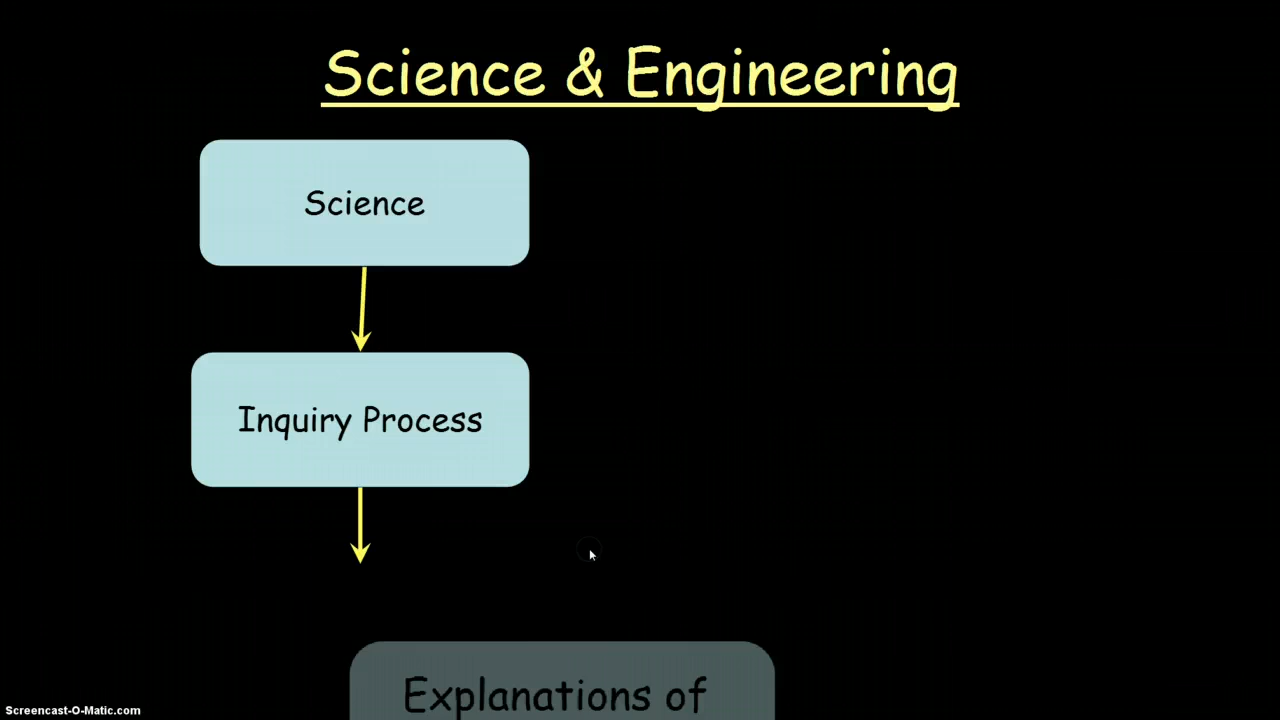 Science & Engineering
Science
Inquiry Process
Explanations of
Screencast-O-Matic.com